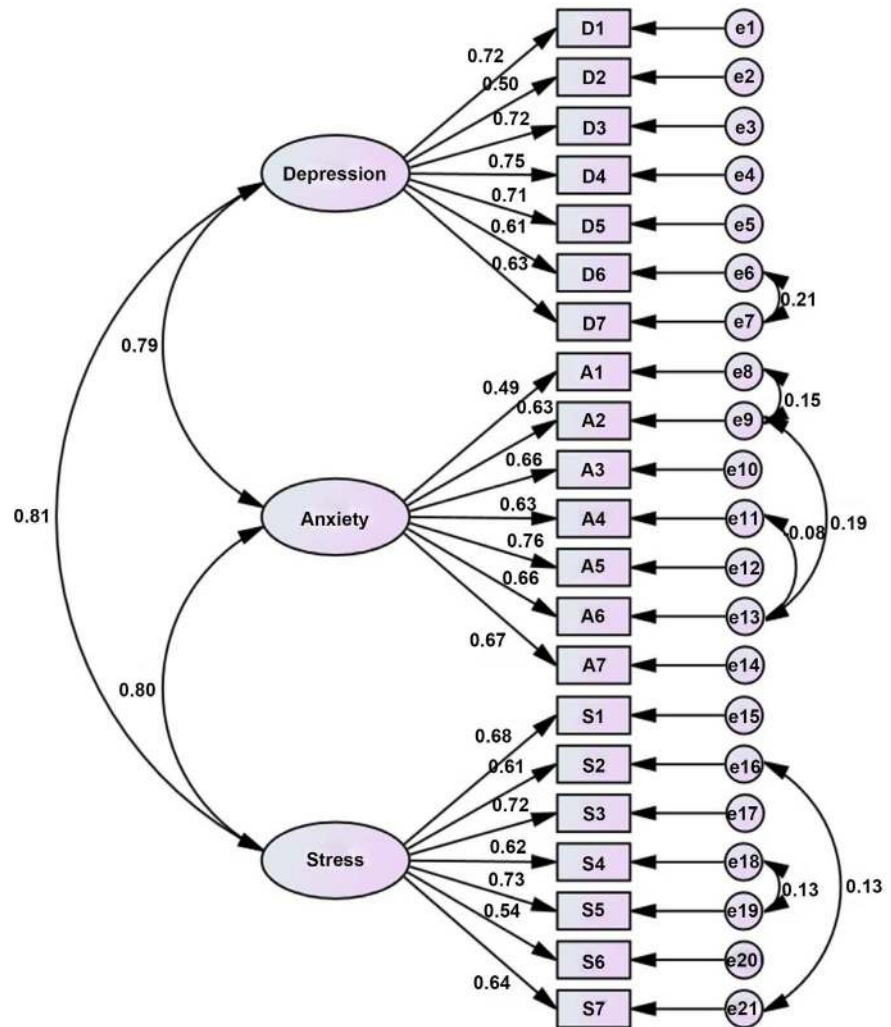 D1
e1
0.72
D2
e2
0.50
D3
e3
0.72
Depression
0.75
D4
e4
0.71
D5
e5
0.61
D6
e6
0.63
0.21
D7
e7
0.79
A1
e8
0.49
0.15
0.63
A2
e9
0.66
A3
e10
0.81
Anxiety
0.63
A4
e11
0.08
0.19
0.76
A5
e12
0.66
A6
e13
0.67
A7
e14
0.80
S1
e15
0.68
0.61
S2
e16
0.72
S3
e17
Stress
0.62
S4
e18
0.73
0.13
0.13
S5
e19
0.54
S6
e20
0.64
S7
e21